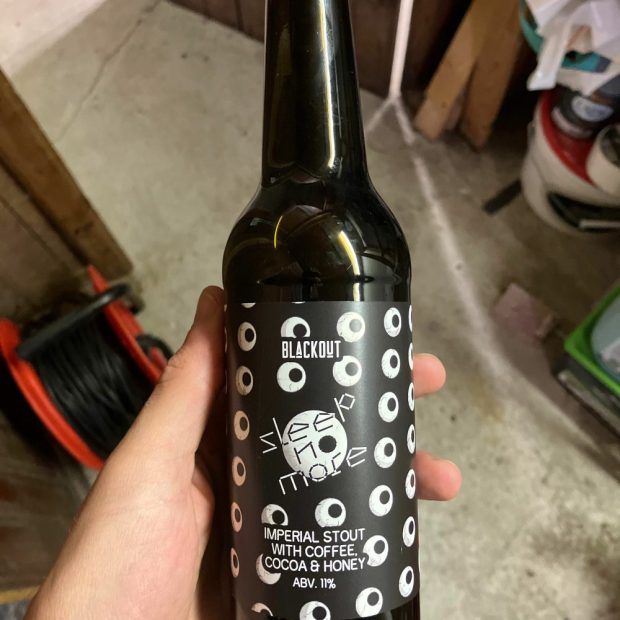 BLACKOUT
sleep
no
more
IMPERIAL STOUT
WITH COFFEE,
COCOA & HONEY
ABV. 11%